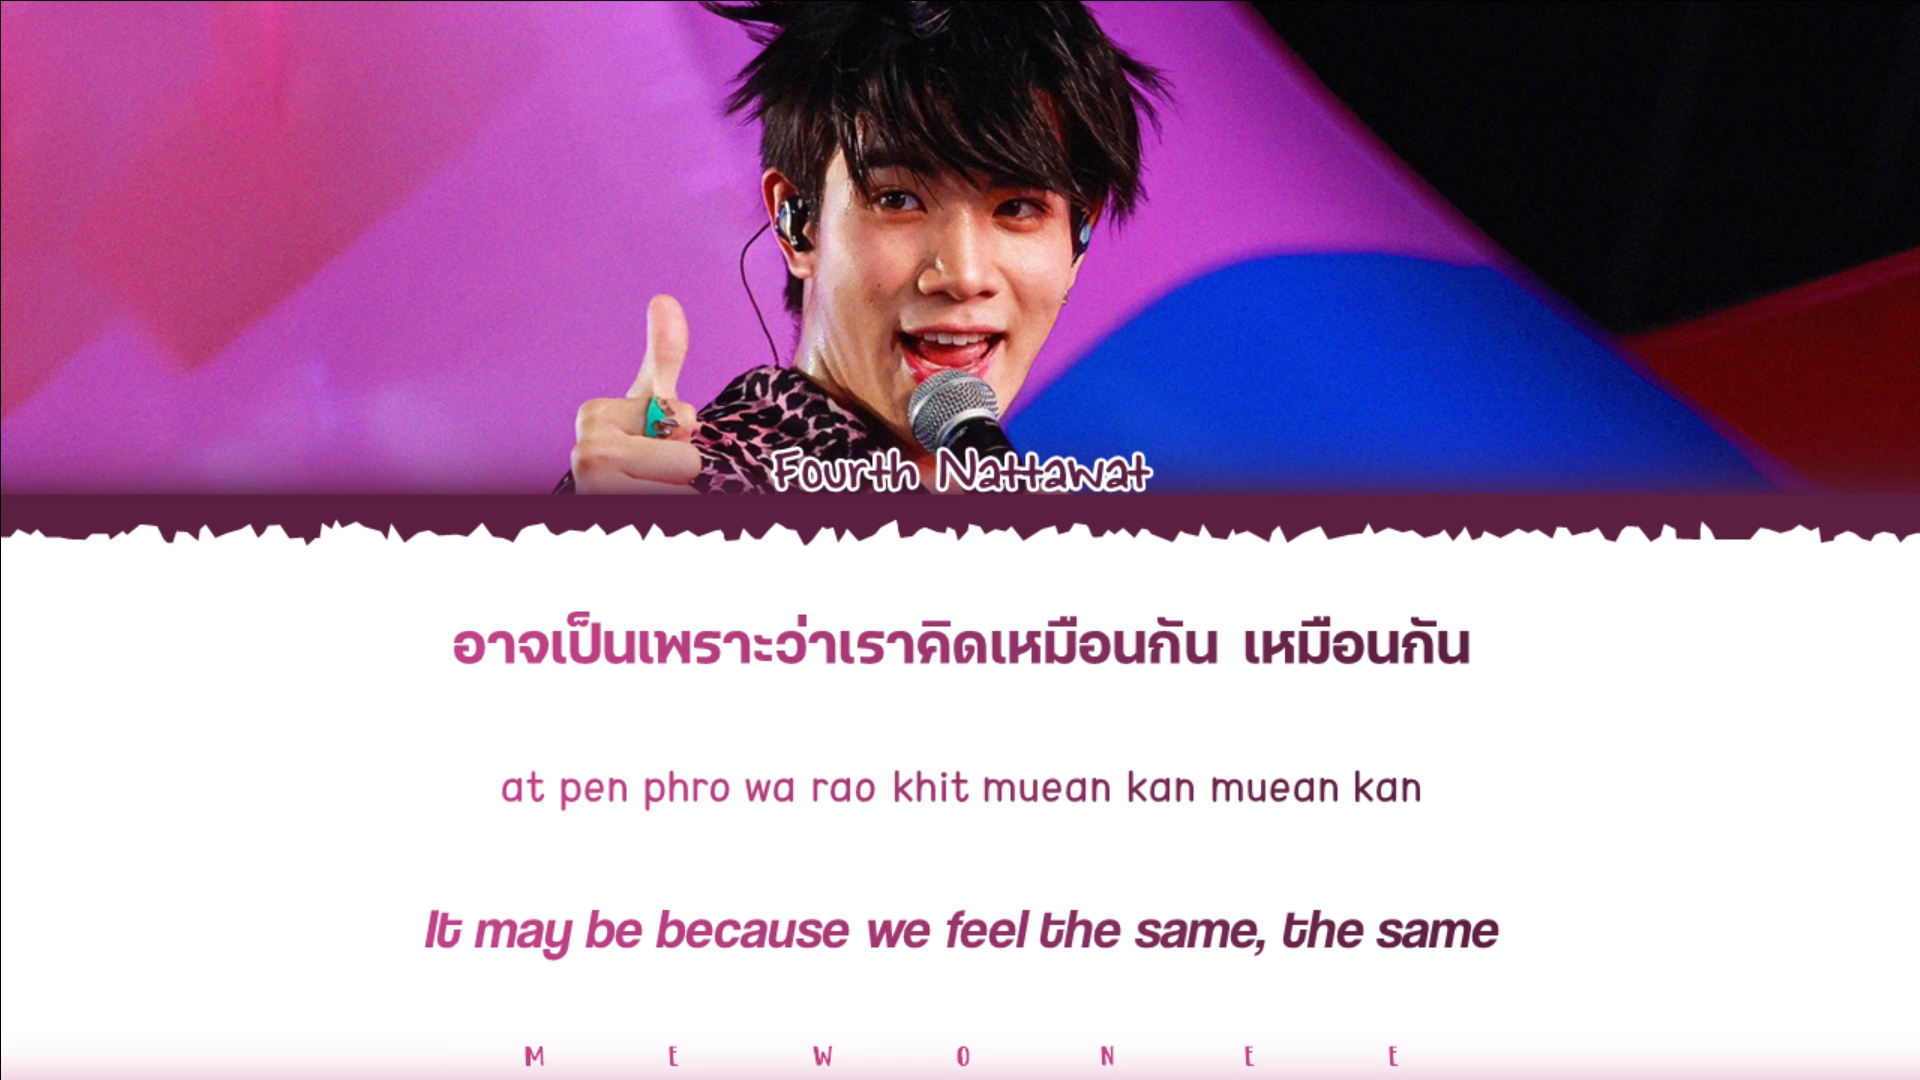 Fourth Nattawat
อาจเป็นเพราะว่าเราคิดเหมือนกัน เหมือนกัน
at pen phro wa rao khit muean kan muean kan
It may be because we feel the same, the same
M E W O N E E